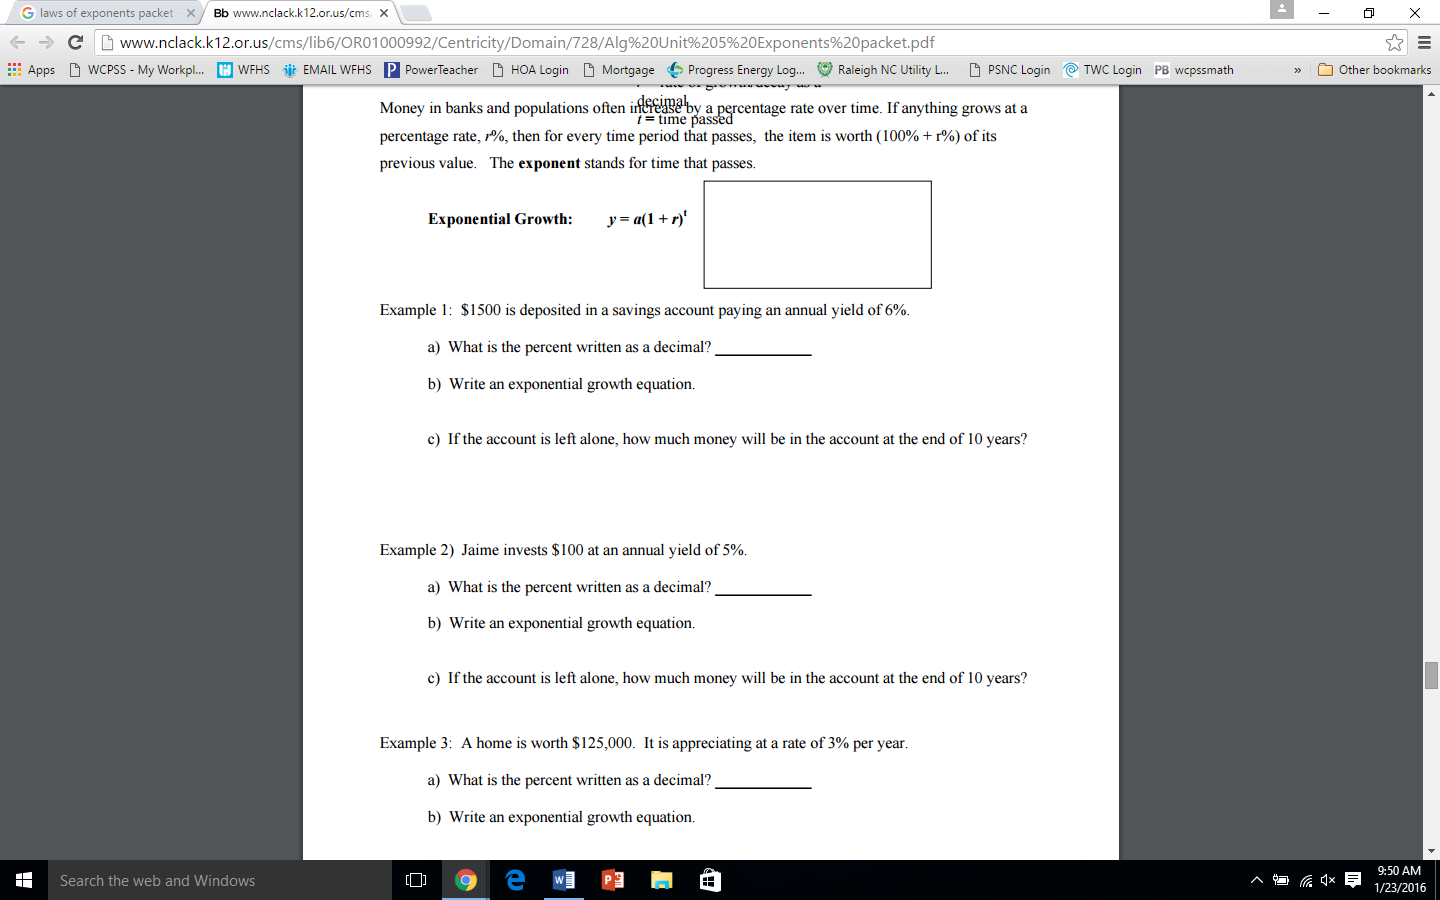 laws of exponents packet
Bb www.nclack.k12.or.us/cms
www.nclack.k12.or.us/cms/lib6/OR01000992/Centricity/Domain/728/Alg%20Unit%205%20Exponents%20packet.pdf
Apps WCPSS - My Workpl... WFHS EMAIL WFHS PowerTeacher HOA Login Mortgage Progress Energy Log... Raleigh NC Utility L... PSNC Login TWC Login PB wcpssmath » Other bookmarks
decimal
t = time passed
Money in banks and populations often increase by a percentage rate over time. If anything grows at a
percentage rate, r%, then for every time period that passes, the item is worth (100% + r%) of its
previous value. The exponent stands for time that passes.
Exponential Growth: y = a(1 + r)^t
Example 1: $1500 is deposited in a savings account paying an annual yield of 6%.
a) What is the percent written as a decimal? ____________
b) Write an exponential growth equation.
c) If the account is left alone, how much money will be in the account at the end of 10 years?
Example 2) Jaime invests $100 at an annual yield of 5%.
a) What is the percent written as a decimal? ____________
b) Write an exponential growth equation.
c) If the account is left alone, how much money will be in the account at the end of 10 years?
Example 3: A home is worth $125,000. It is appreciating at a rate of 3% per year.
a) What is the percent written as a decimal? ____________
b) Write an exponential growth equation.
Search the web and Windows
9:50 AM
1/23/2016